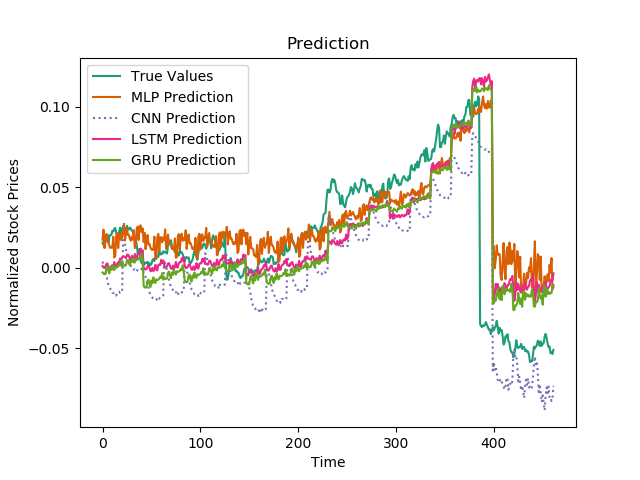 Prediction
True Values
MLP Prediction
CNN Prediction
LSTM Prediction
GRU Prediction
Normalized Stock Prices
0.10
0.05
0.00
−0.05
0 100 200 300 400
Time